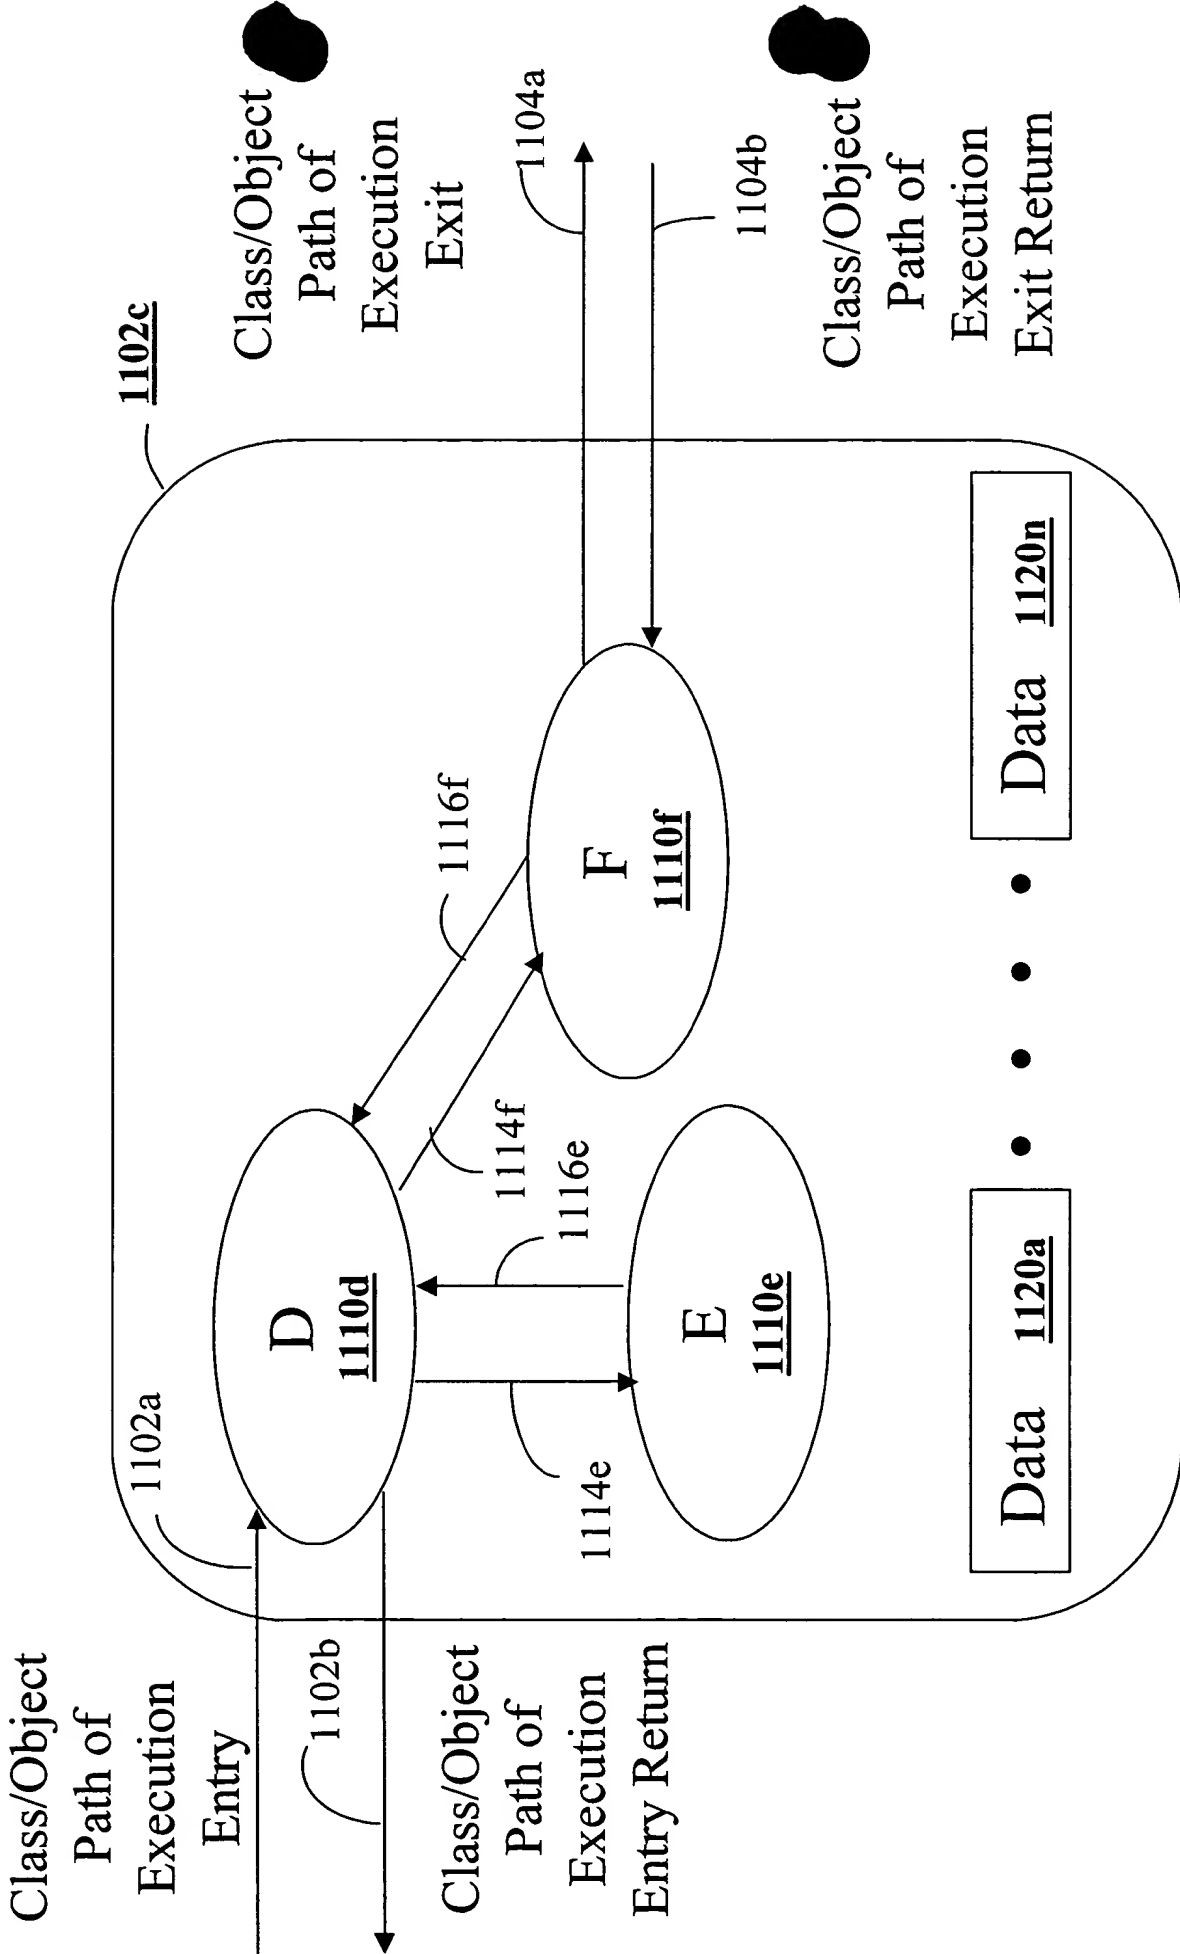 Class/Object
Path of
Execution
Entry
1102a
1102b
Class/Object
Path of
Execution
Entry Return
1102c
D
1110d
1114e
1116e
E
1110e
1114f
1116f
F
1110f
1104a
Class/Object
Path of
Execution
Exit
1104b
Class/Object
Path of
Execution
Exit Return
Data 1120a
Data 1120n